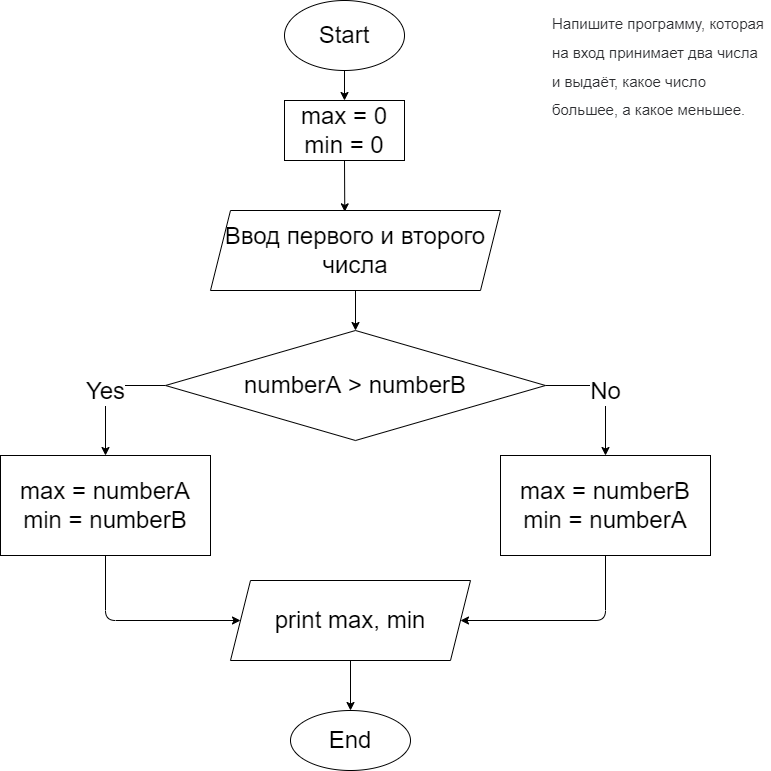 Start
Напишите программу, которая
на вход принимает два числа
и выдаёт, какое число
большее, а какое меньшее.
max = 0
min = 0
Ввод первого и второго
числа
numberA > numberB
Yes
No
max = numberA
min = numberB
max = numberB
min = numberA
print max, min
End